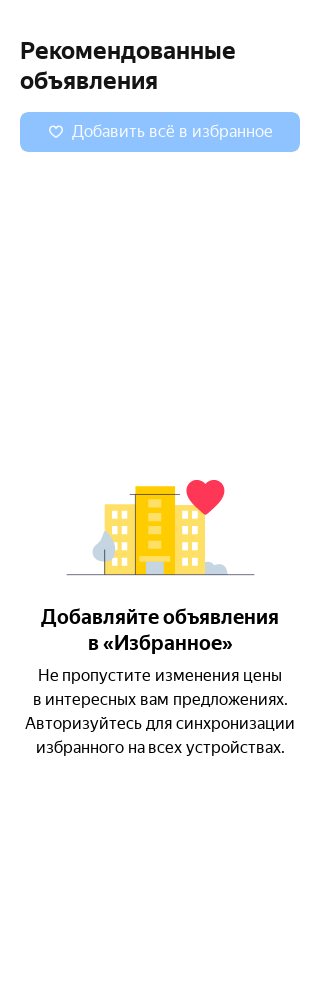 Рекомендованные
объявления
Добавить всё в избранное
Добавляйте объявления
в «Избранное»
Не пропустите изменения цены
в интересных вам предложениях.
Авторизуйтесь для синхронизации
избранного на всех устройствах.